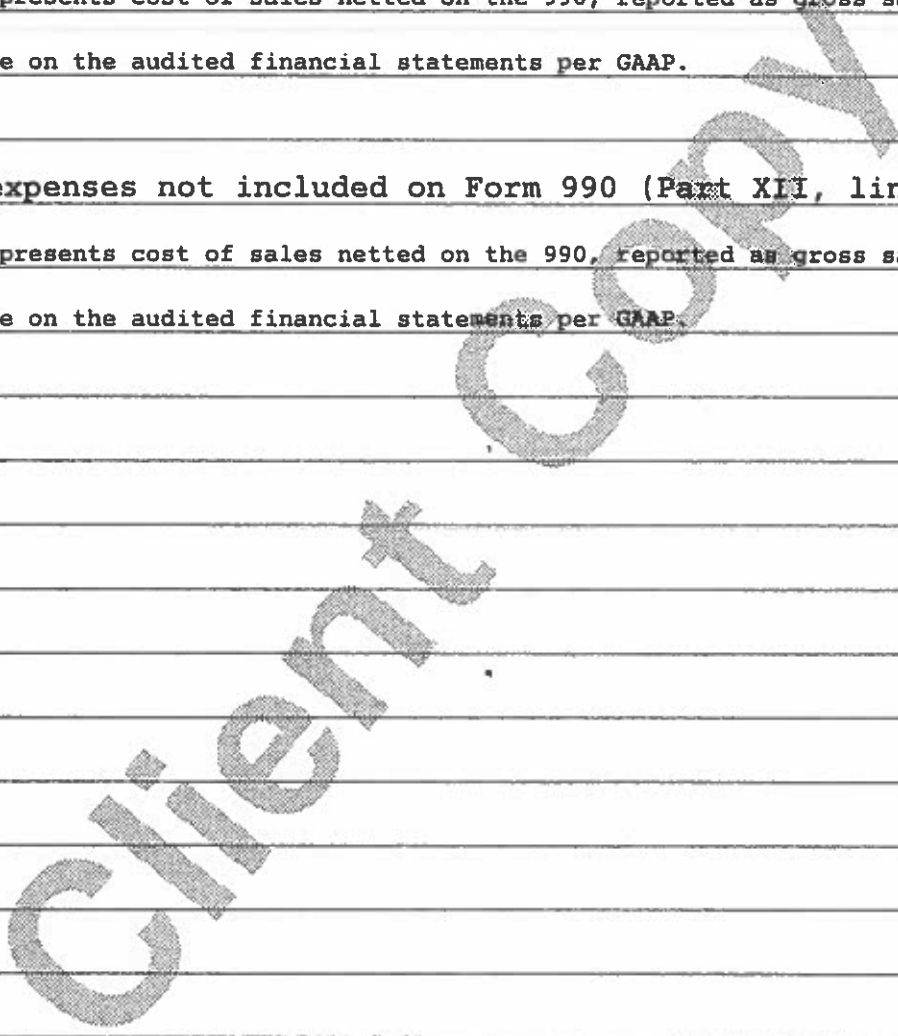 presents cost of sales netted on the 990, reported as gross s
e on the audited financial statements per GAAP.
expenses not included on Form 990 (Part XII, lin
presents cost of sales netted on the 990, reported as gross sa
e on the audited financial statements per GAAP.
Client Copy